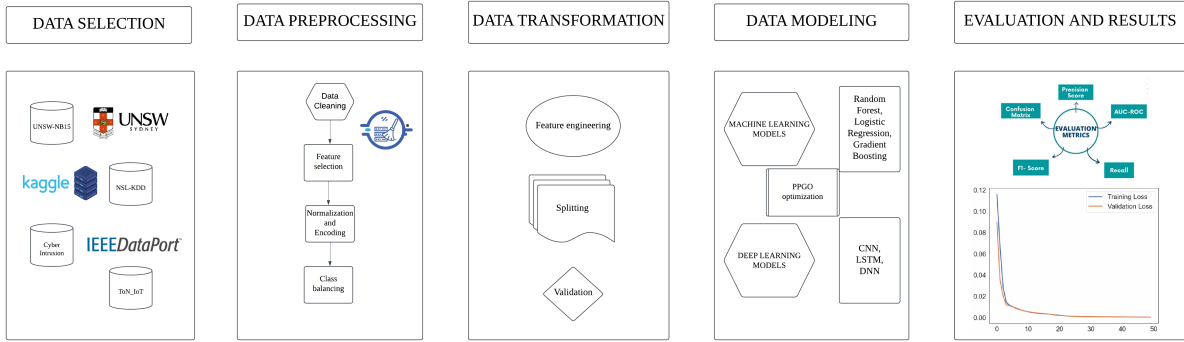 DATA SELECTION
DATA PREPROCESSING
DATA TRANSFORMATION
DATA MODELING
EVALUATION AND RESULTS
UNSW-NB15
UNSW
SYDNEY
kaggle
NSL-KDD
Cyber
Intrusion
IEEEDataPort
ToN_IoT
Data
Cleaning
Feature
selection
Normalization
and
Encoding
Class
balancing
Feature engineering
Splitting
Validation
MACHINE LEARNING
MODELS
Random
Forest,
Logistic
Regression,
Gradient
Boosting
PPGO
optimization
DEEP LEARNING
MODELS
CNN,
LSTM,
DNN
Precision
Score
Confusion
Matrix
AUC-ROC
EVALUATION
METRICS
F1- Score
Recall
Training Loss
Validation Loss
0.12
0.10
0.08
0.06
0.04
0.02
0.00
0 10 20 30 40 50